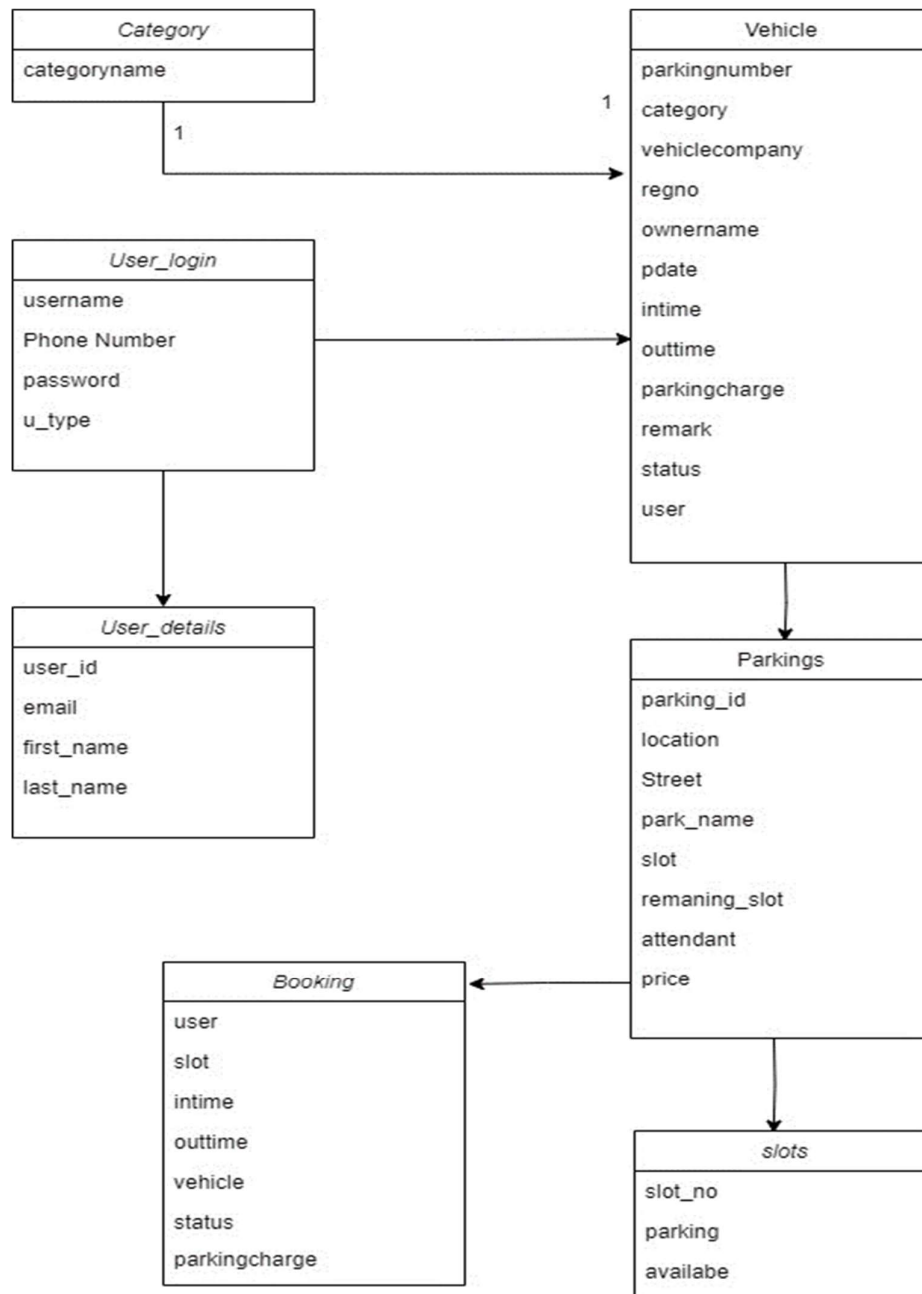 Category
categoryname
1
User_login
username
Phone Number
password
u_type
User_details
user_id
email
first_name
last_name
1
Vehicle
parkingnumber
category
vehiclecompany
regno
ownername
pdate
intime
outtime
parkingcharge
remark
status
user
Parkings
parking_id
location
Street
park_name
slot
remaning_slot
attendant
price
Booking
user
slot
intime
outtime
vehicle
status
parkingcharge
slots
slot_no
parking
availabe